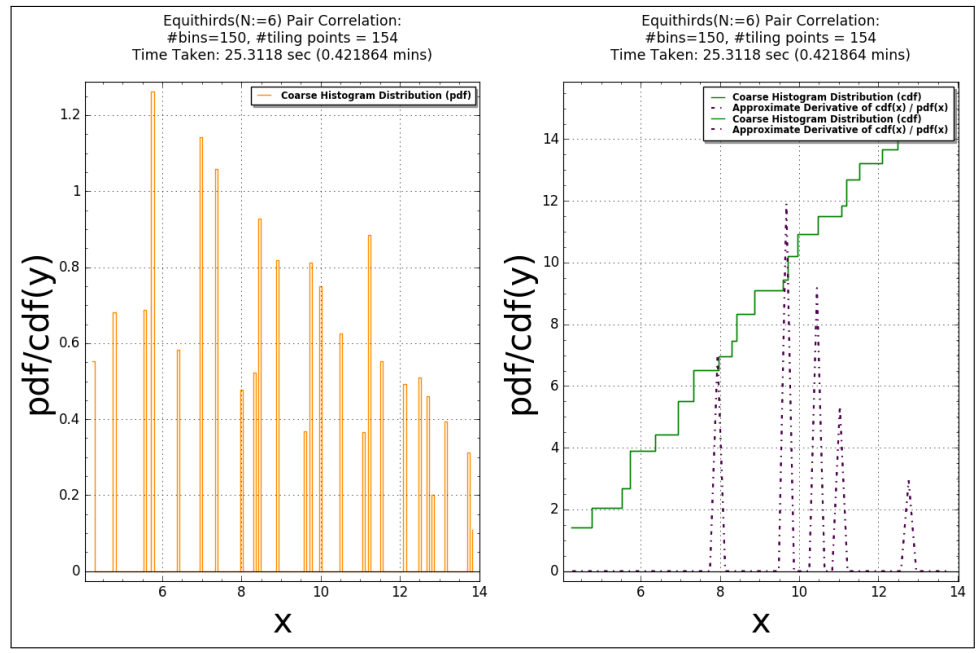 Equithirds(N:=6) Pair Correlation:
#bins=150, #tiling points = 154
Time Taken: 25.3118 sec (0.421864 mins)
Coarse Histogram Distribution (pdf)
1.2
1
0.8
0.6
0.4
0.2
0
pdf/cdf(y)
6
8
10
12
14
x
Equithirds(N:=6) Pair Correlation:
#bins=150, #tiling points = 154
Time Taken: 25.3118 sec (0.421864 mins)
Coarse Histogram Distribution (cdf)
Approximate Derivative of cdf(x) / pdf(x)
Coarse Histogram Distribution (cdf)
Approximate Derivative of cdf(x) / pdf(x)
14
12
10
8
6
4
2
0
pdf/cdf(y)
6
8
10
12
14
x